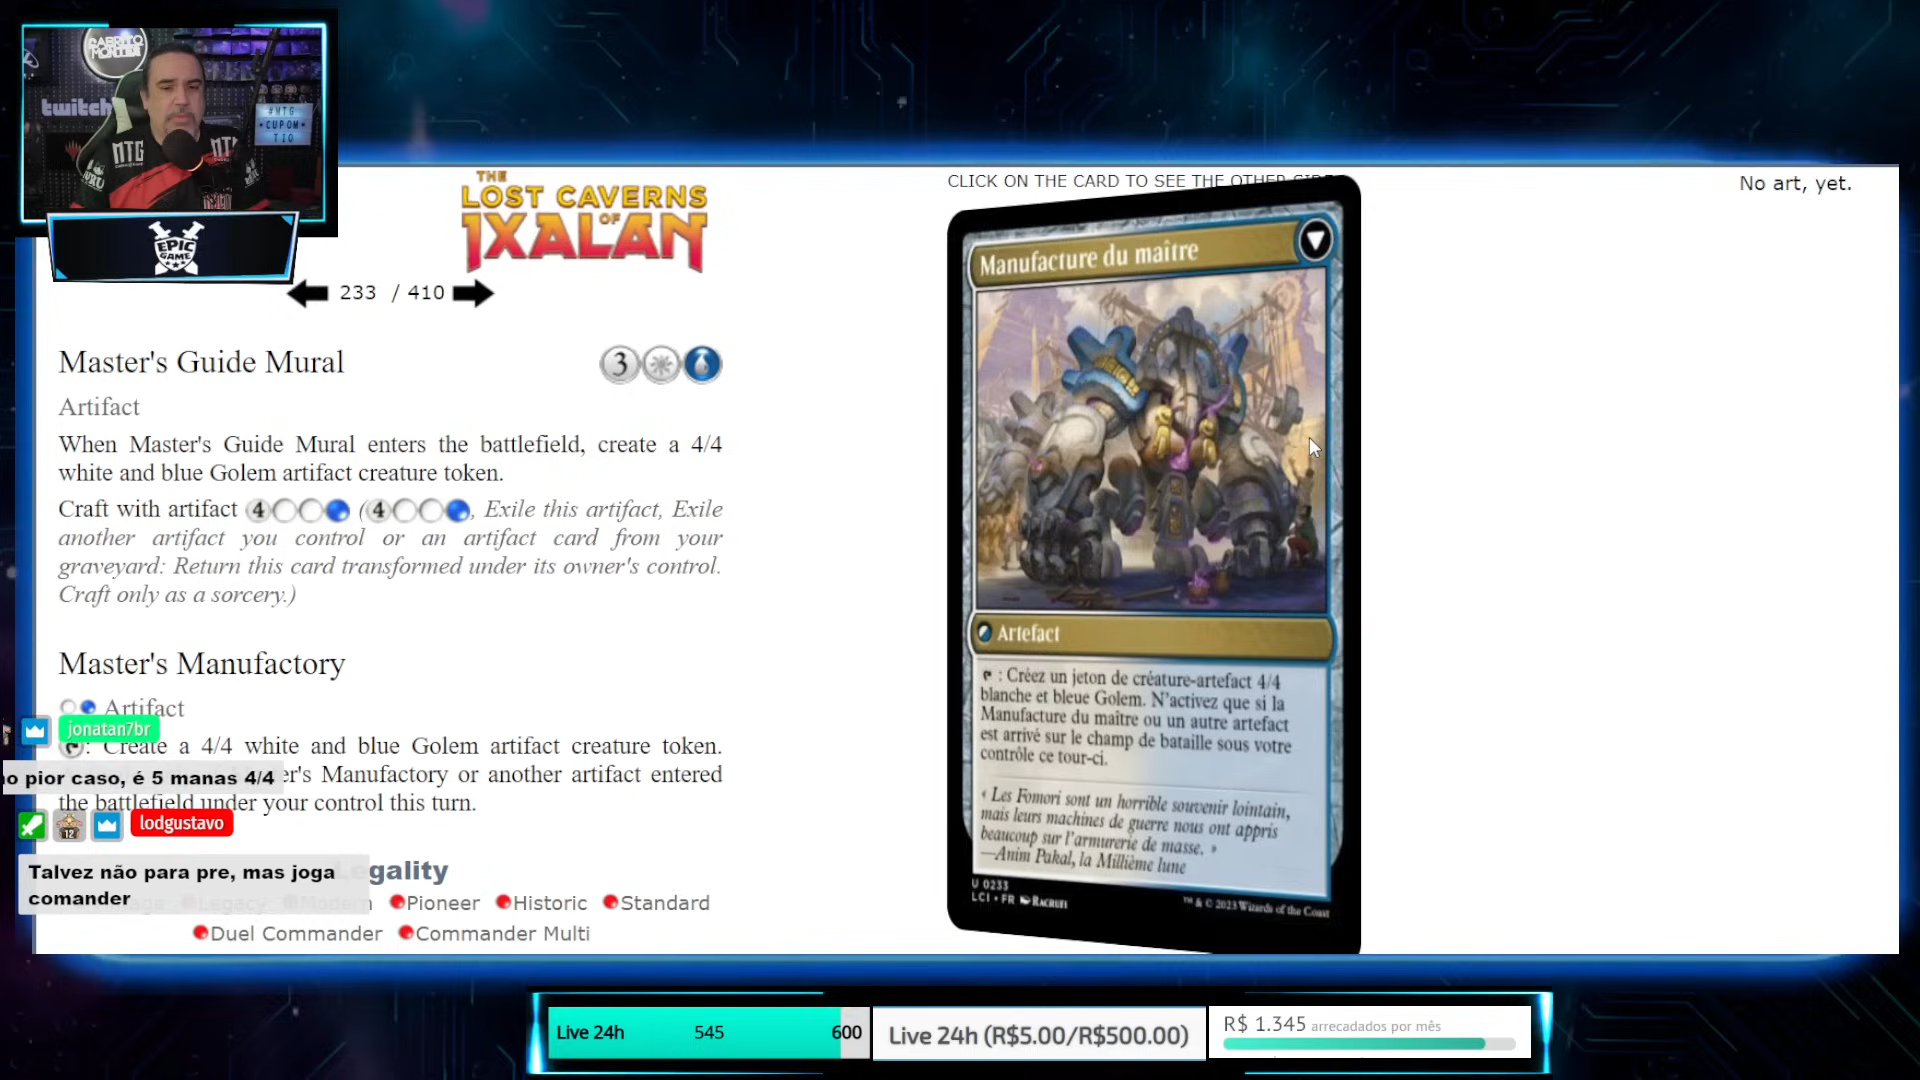 twitch
#MTG
CUPOM
TIO
MTG
EPIC
GAME
THE
LOST CAVERNS
OF
IXALAN
CLICK ON THE CARD TO SEE THE OTHER
No art, yet.
233 / 410
Master's Guide Mural
3
Artifact
When Master's Guide Mural enters the battlefield, create a 4/4
white and blue Golem artifact creature token.
Craft with artifact 4 (4 , Exile this artifact, Exile
another artifact you control or an artifact card from your
graveyard: Return this card transformed under its owner's control.
Craft only as a sorcery.)
Master's Manufactory
Artifact
: Create a 4/4 white and blue Golem artifact creature token.
er's Manufactory or another artifact entered
the battlefield under your control this turn.
jonatan7br
no pior caso, é 5 manas 4/4
12
lodgustavo
Talvez não para pre, mas joga
comander
Legality
Legacy Modern Pioneer Historic Standard
Duel Commander Commander Multi
Manufacture du maître
Artefact
: Créez un jeton de créature-artefact 4/4
blanche et bleue Golem. N'activez que si la
Manufacture du maître ou un autre artefact
est arrivé sur le champ de bataille sous votre
contrôle ce tour-ci.
« Les Fomori sont un horrible souvenir lointain,
mais leurs machines de guerre nous ont appris
beaucoup sur l'armurerie de masse. »
—Anim Pakal, la Millième lune
U 0233
LCI • FR Racrufi
™ & © 2023 Wizards of the Coast
Live 24h 545 600
Live 24h (R$5.00/R$500.00)
R$ 1.345 arrecadados por mês